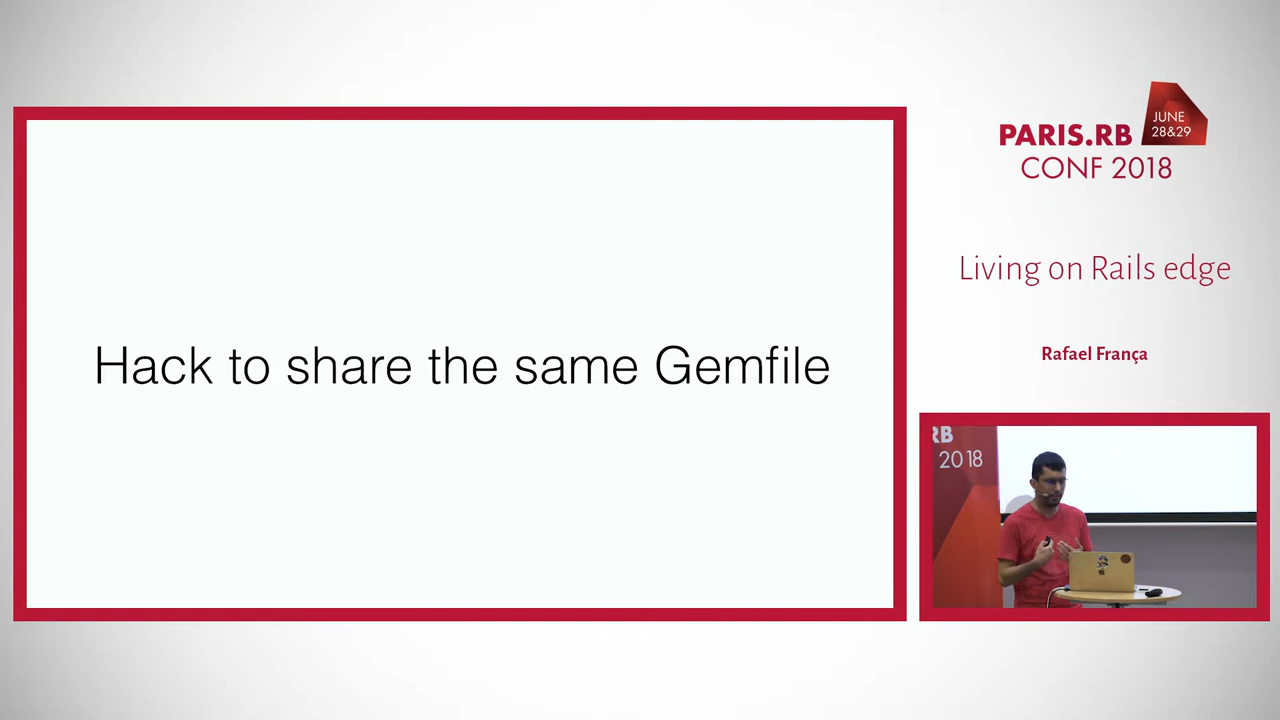 Hack to share the same Gemfile
PARIS.RB
CONF 2018
JUNE
28&29
Living on Rails edge
Rafael França
RB
2018